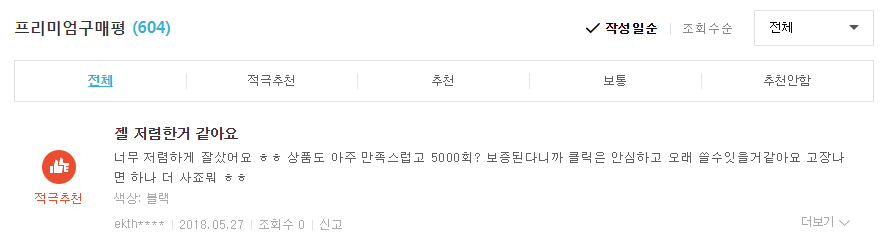 프리미엄구매평 (604)
작성일순 조회수순 전체
전체 적극추천 추천 보통 추천안함
젤 저렴한거 같아요
너무 저렴하게 잘샀어요 ㅎㅎ 상품도 아주 만족스럽고 5000회? 보증된다니까 클릭은 안심하고 오래 쓸수잇을거같아요 고장나
면 하나 더 사죠뭐 ㅎㅎ
적극추천
색상: 블랙
ekth**** 2018.05.27 조회수 0 신고
더보기